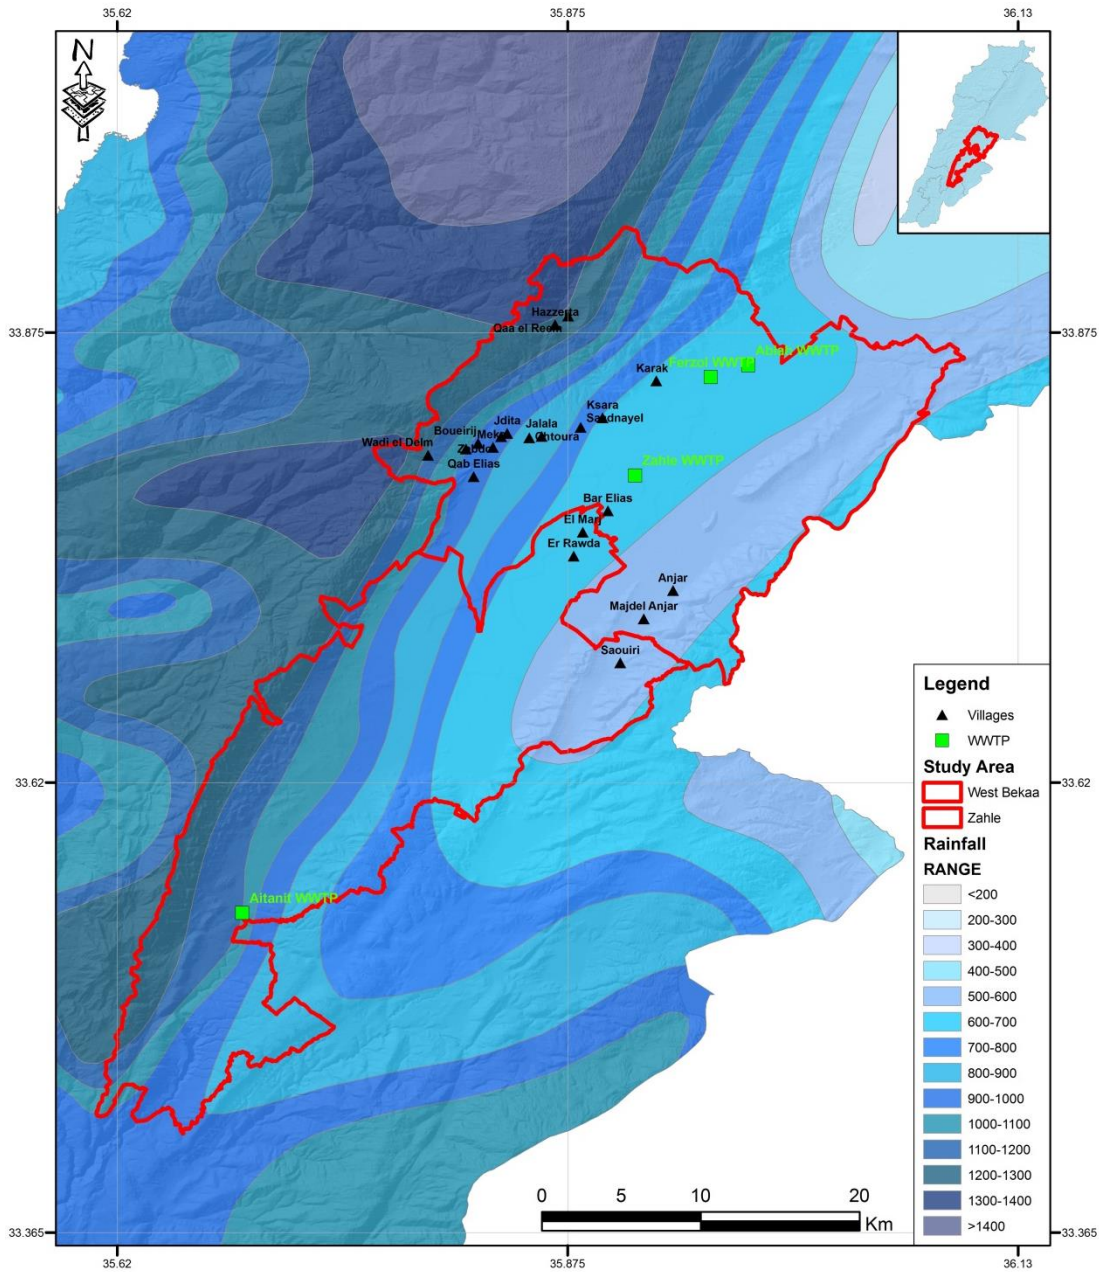 35.62
35.875
36.13
N
33.875
33.875
Hazzerta
Qaa el Reem
Ablah WWTP
Ferzol WWTP
Karak
Ksara
Saadnayel
Jdita
Jalala
Boueirij
Chtoura
Wadi el Delm
Qab Elias
Zahle WWTP
Bar Elias
El Marj
Er Rawda
Anjar
Majdel Anjar
Saouiri
33.62
33.62
Aitanit WWTP
Legend
Villages
WWTP
Study Area
West Bekaa
Zahle
Rainfall
RANGE
<200
200-300
300-400
400-500
500-600
600-700
700-800
800-900
900-1000
1000-1100
1100-1200
1200-1300
1300-1400
>1400
0 5 10 20
Km
33.365
33.365
35.62
35.875
36.13